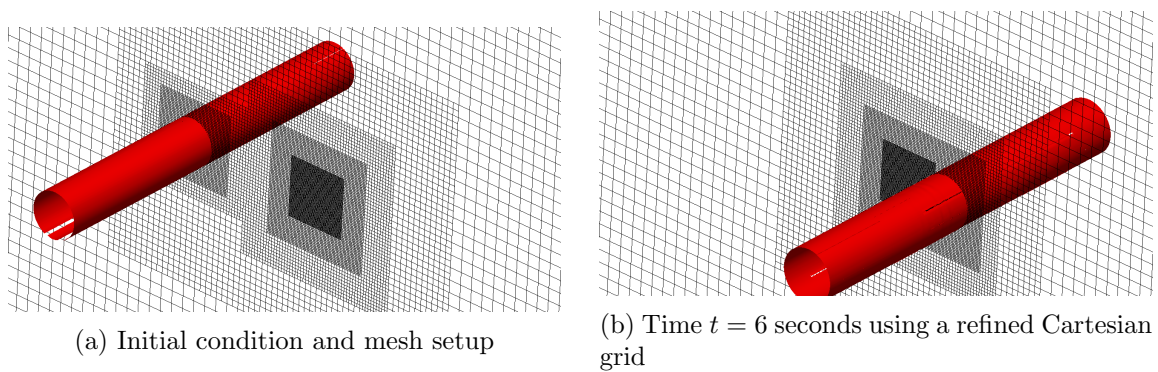 (a) Initial condition and mesh setup
(b) Time t = 6 seconds using a refined Cartesian
grid